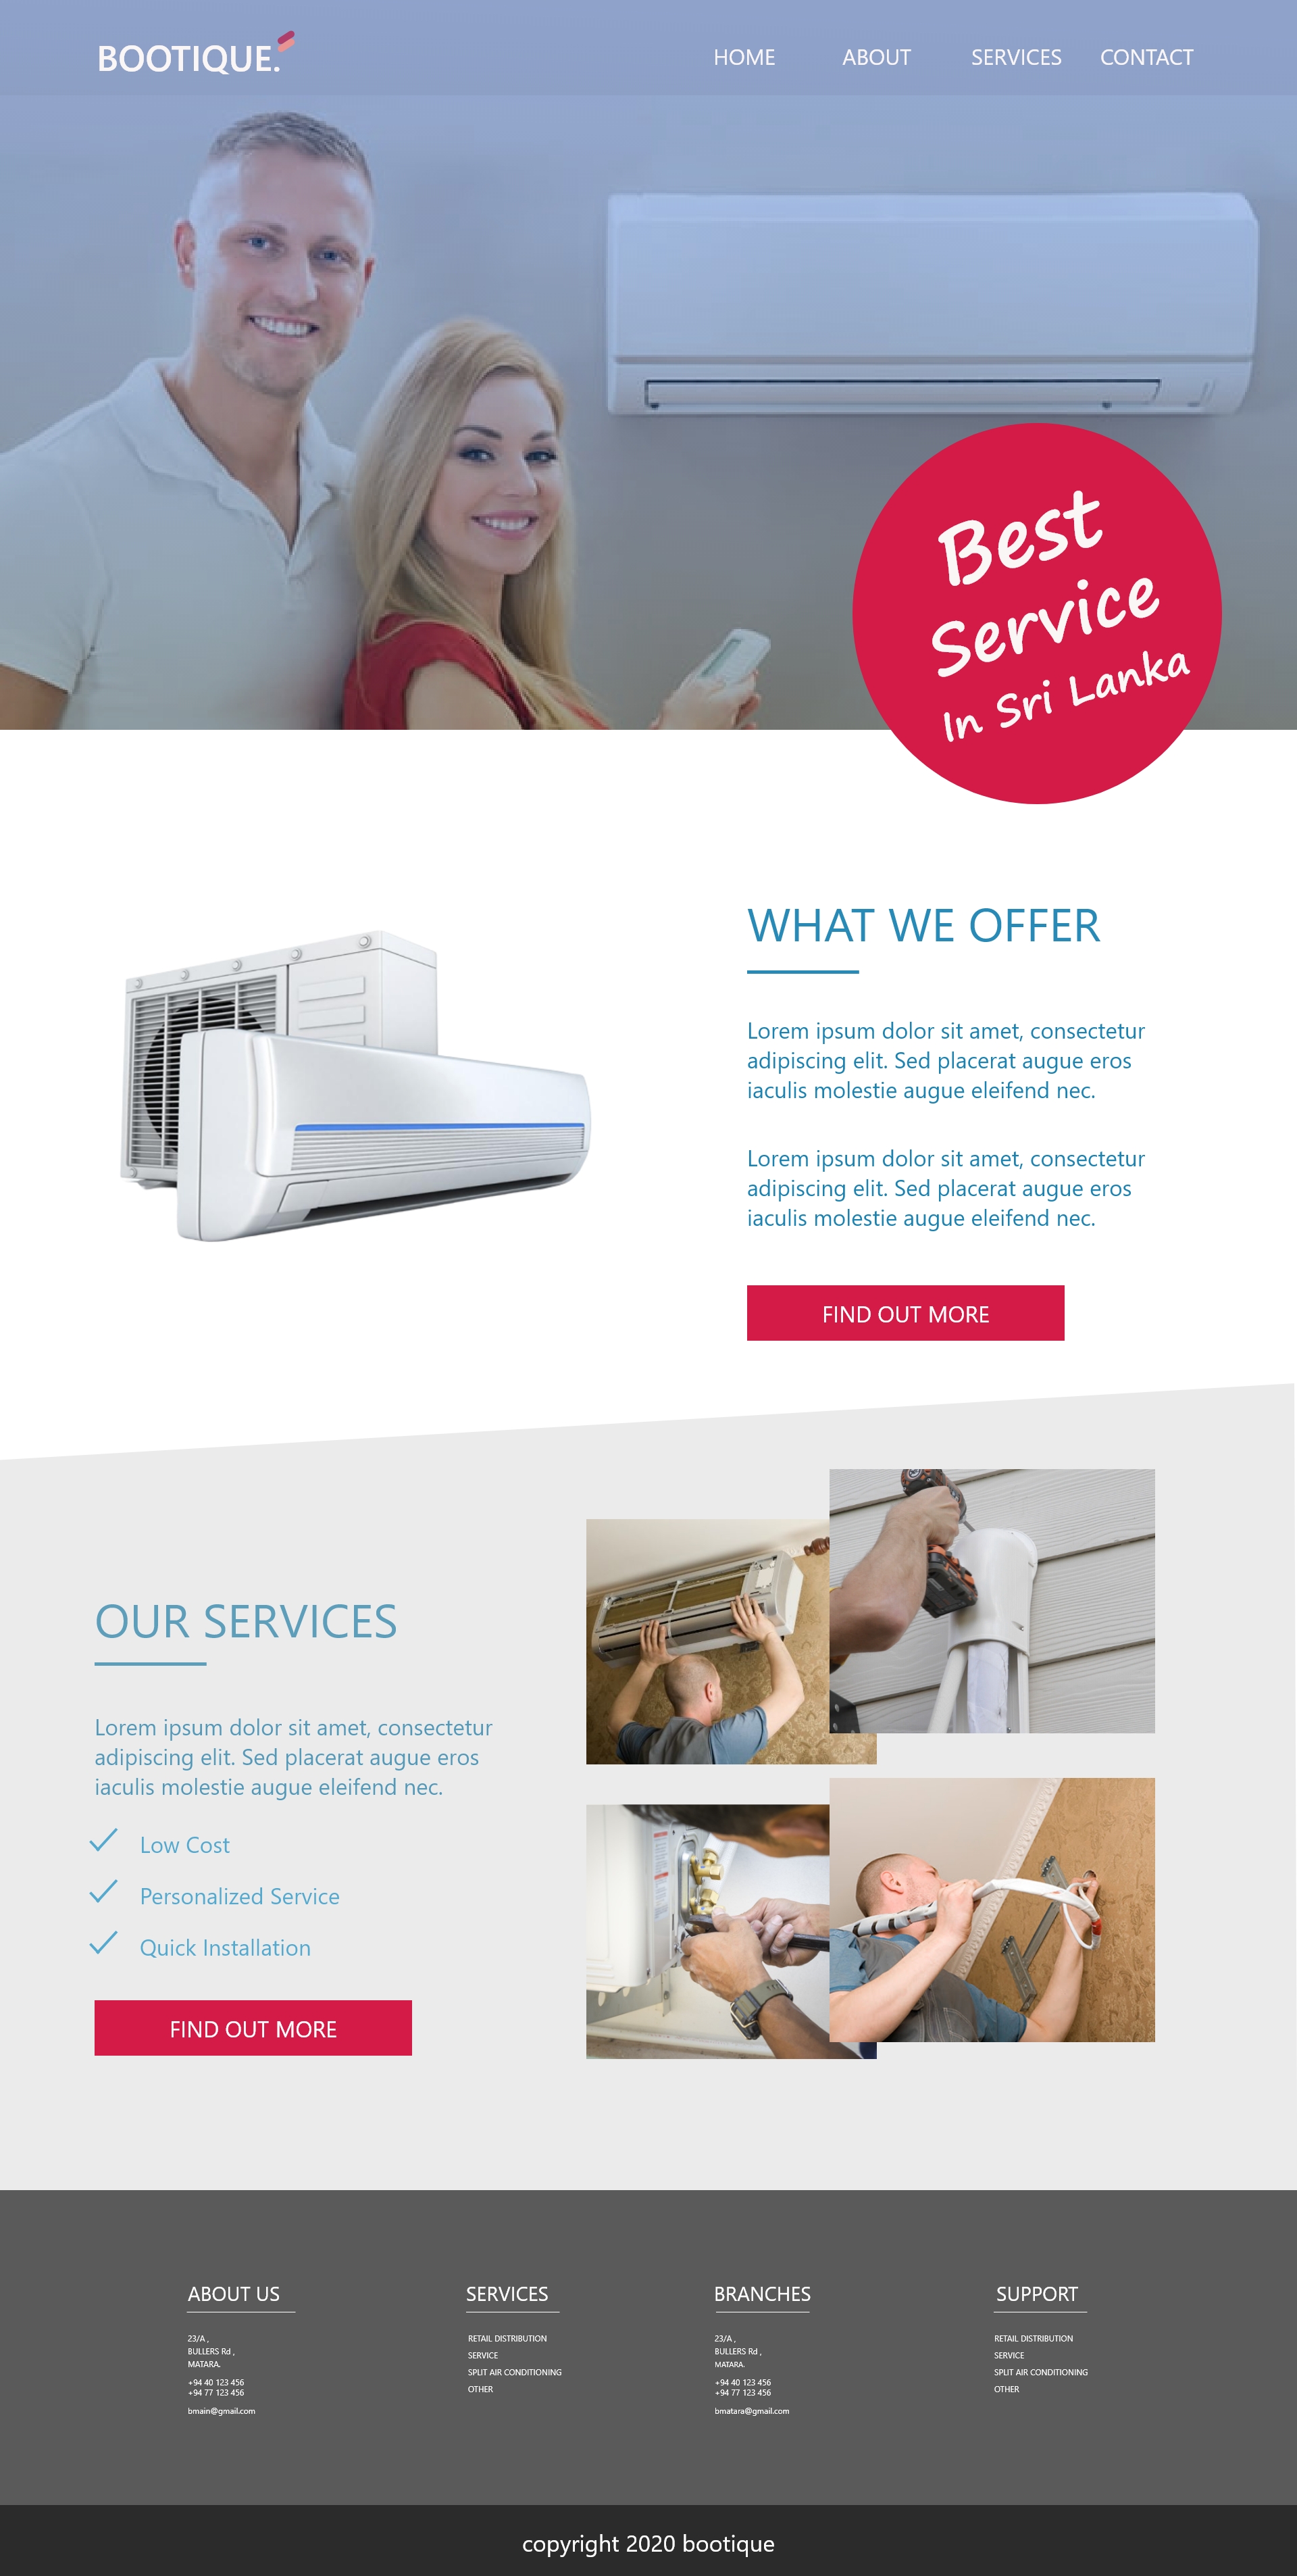 BOOTIQUE.
HOME ABOUT SERVICES CONTACT
Best
Service
In Sri Lanka
WHAT WE OFFER
Lorem ipsum dolor sit amet, consectetur
adipiscing elit. Sed placerat augue eros
iaculis molestie augue eleifend nec.
Lorem ipsum dolor sit amet, consectetur
adipiscing elit. Sed placerat augue eros
iaculis molestie augue eleifend nec.
FIND OUT MORE
OUR SERVICES
Lorem ipsum dolor sit amet, consectetur
adipiscing elit. Sed placerat augue eros
iaculis molestie augue eleifend nec.
Low Cost
Personalized Service
Quick Installation
FIND OUT MORE
ABOUT US
23/A ,
BULLERS Rd ,
MATARA.
+94 40 123 456
+94 77 123 456
bmain@gmail.com
SERVICES
RETAIL DISTRIBUTION
SERVICE
SPLIT AIR CONDITIONING
OTHER
BRANCHES
23/A ,
BULLERS Rd ,
MATARA.
+94 40 123 456
+94 77 123 456
bmatara@gmail.com
SUPPORT
RETAIL DISTRIBUTION
SERVICE
SPLIT AIR CONDITIONING
OTHER
copyright 2020 bootique